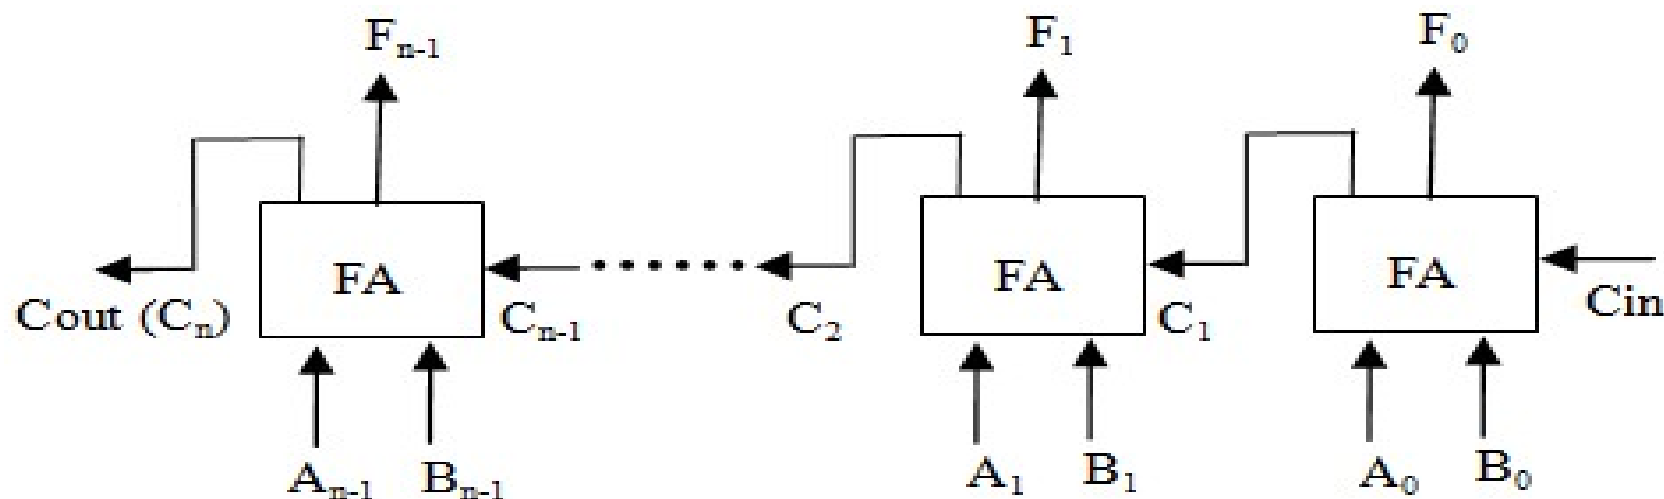 Fₙ₋₁ F₁ F₀
FA FA FA
Cout (Cₙ) Cₙ₋₁ C₂ C₁ Cin
Aₙ₋₁ Bₙ₋₁ A₁ B₁ A₀ B₀